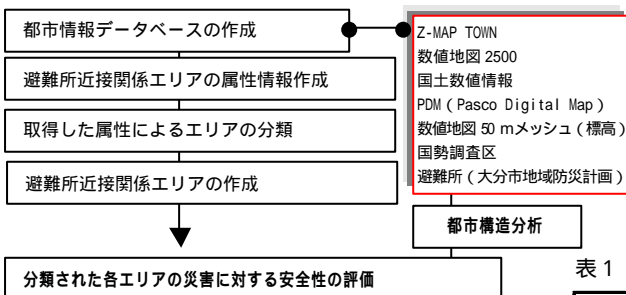 都市情報データベースの作成
避難所近接関係エリアの属性情報作成
取得した属性によるエリアの分類
避難所近接関係エリアの作成
Z-MAP TOWN
数値地図 2500
国土数値情報
PDM（Pasco Digital Map）
数値地図 50 mメッシュ（標高）
国勢調査区
避難所（大分市地域防災計画）
都市構造分析
分類された各エリアの災害に対する安全性の評価
表 1